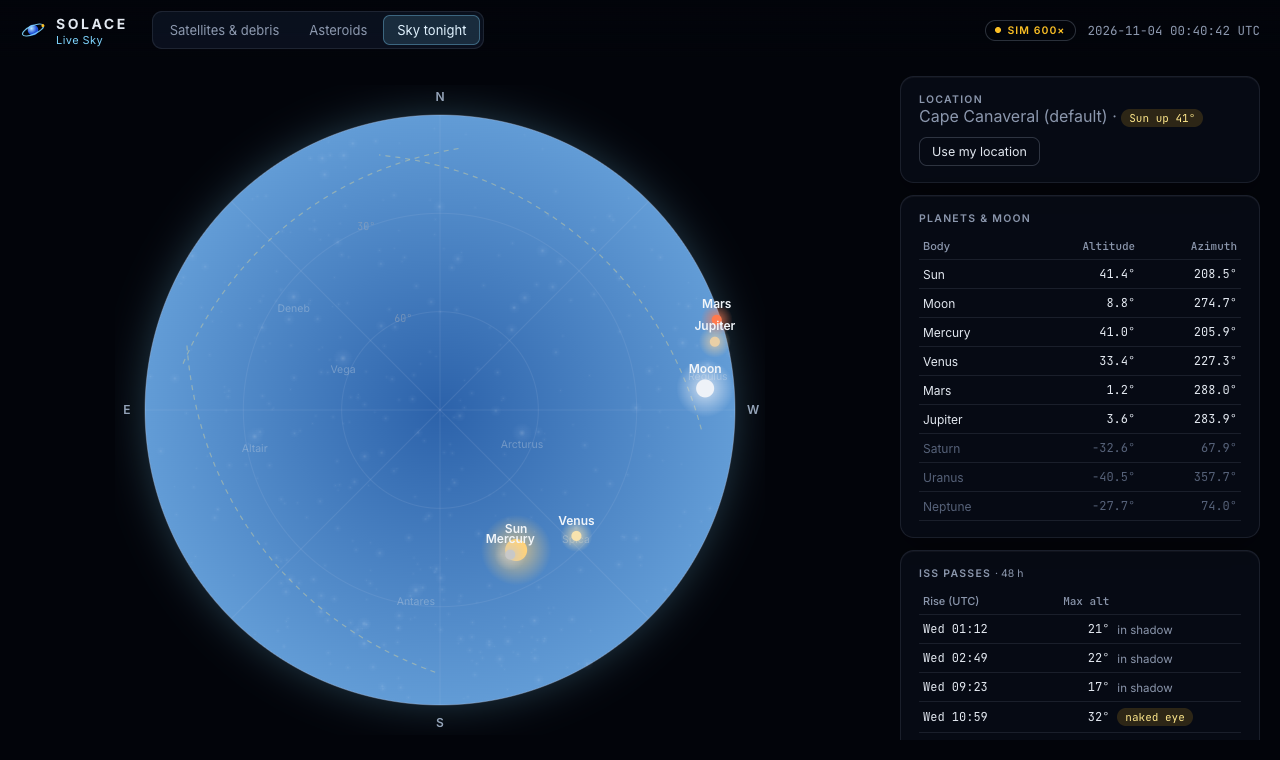 SOLACE
Live Sky
Satellites & debris
Asteroids
Sky tonight
SIM 600×
2026-11-04 00:40:42 UTC
N
30°
60°
Deneb
Vega
Altair
Arcturus
Antares
Mars
Jupiter
Moon
E
W
Sun
Mercury
Venus
S
LOCATION
Cape Canaveral (default) · Sun up 41°
Use my location
PLANETS & MOON
Body Altitude Azimuth
Sun 41.4° 208.5°
Moon 8.8° 274.7°
Mercury 41.0° 205.9°
Venus 33.4° 227.3°
Mars 1.2° 288.0°
Jupiter 3.6° 283.9°
Saturn -32.6° 67.9°
Uranus -40.5° 357.7°
Neptune -27.7° 74.0°
ISS PASSES · 48 h
Rise (UTC) Max alt
Wed 01:12 21° in shadow
Wed 02:49 22° in shadow
Wed 09:23 17° in shadow
Wed 10:59 32° naked eye